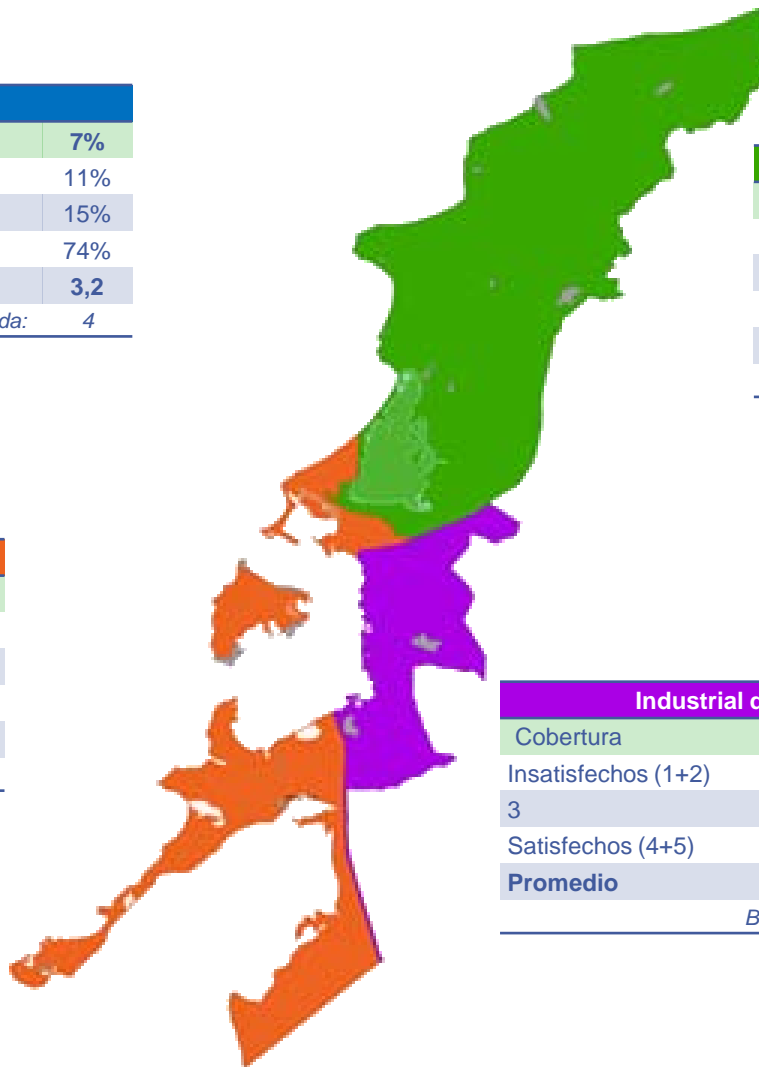 7%
11%
15%
74%
3,2
da: 4
Industrial d
Cobertura
Insatisfechos (1+2)
3
Satisfechos (4+5)
Promedio
B